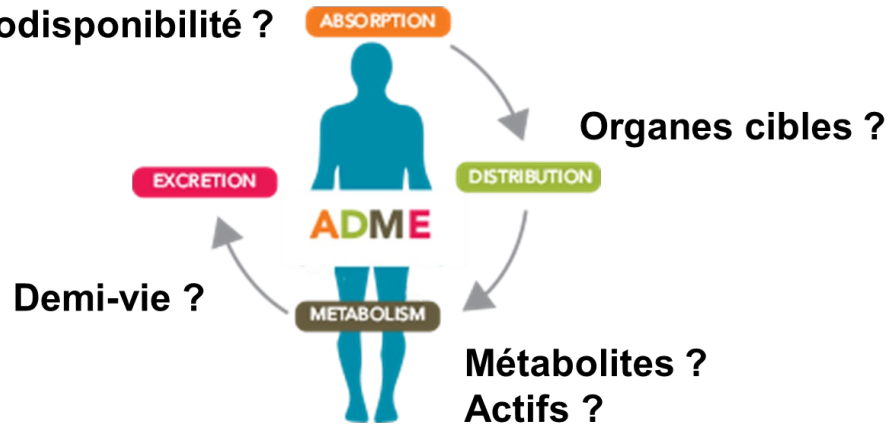 odisponibilité ?
ABSORPTION
Organes cibles ?
EXCRETION
DISTRIBUTION
ADME
Demi-vie ?
METABOLISM
Métabolites ?
Actifs ?